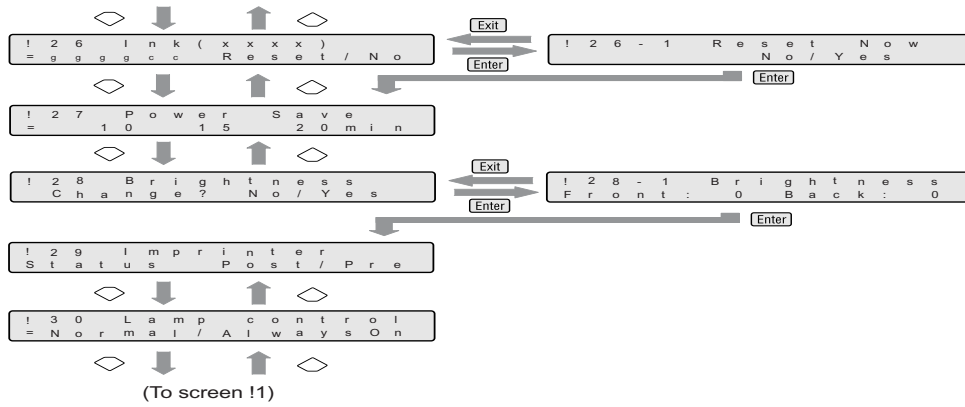 ! 26 Ink(xxxx)
=ggggcc Reset/No
Exit
Enter
! 26-1 Reset Now
No/Yes
Enter
! 27 Power Save
= 10 15 20min
! 28 Brightness
Change? No/Yes
Exit
Enter
! 28-1 Brightness
Front: 0 Back: 0
Enter
! 29 Imprinter
Status Post/Pre
! 30 Lamp control
=Normal/AlwaysOn
(To screen !1)